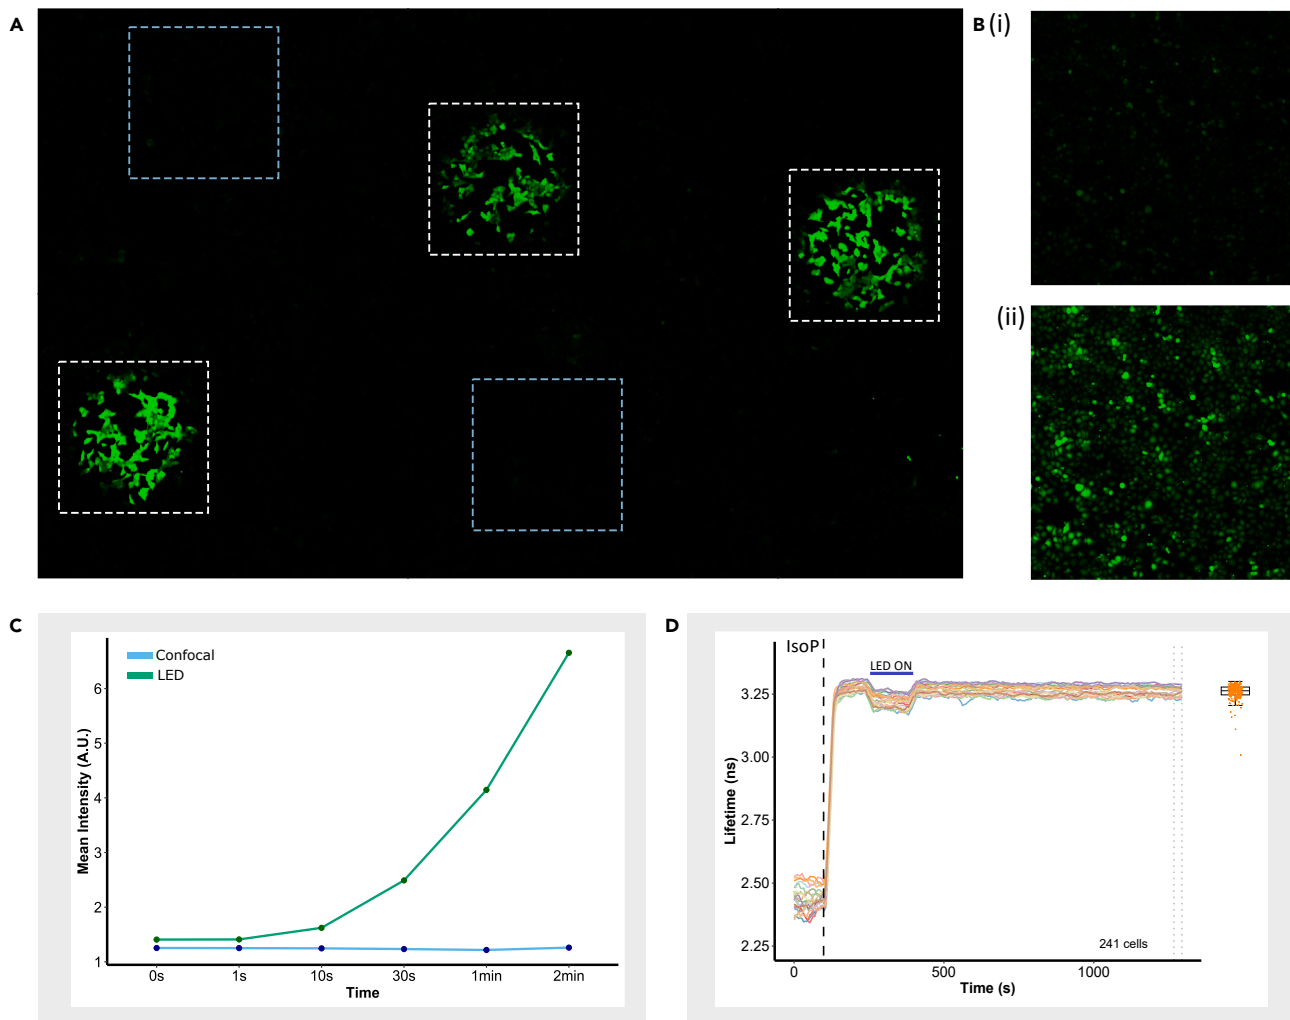 A
B (i)
(ii)
C
Confocal
LED
Mean Intensity (A.U.)
6
5
4
3
2
1
0s 1s 10s 30s 1min 2min
Time
D
IsoP
LED ON
Lifetime (ns)
3.25
3.00
2.75
2.50
2.25
241 cells
0 500 1000
Time (s)